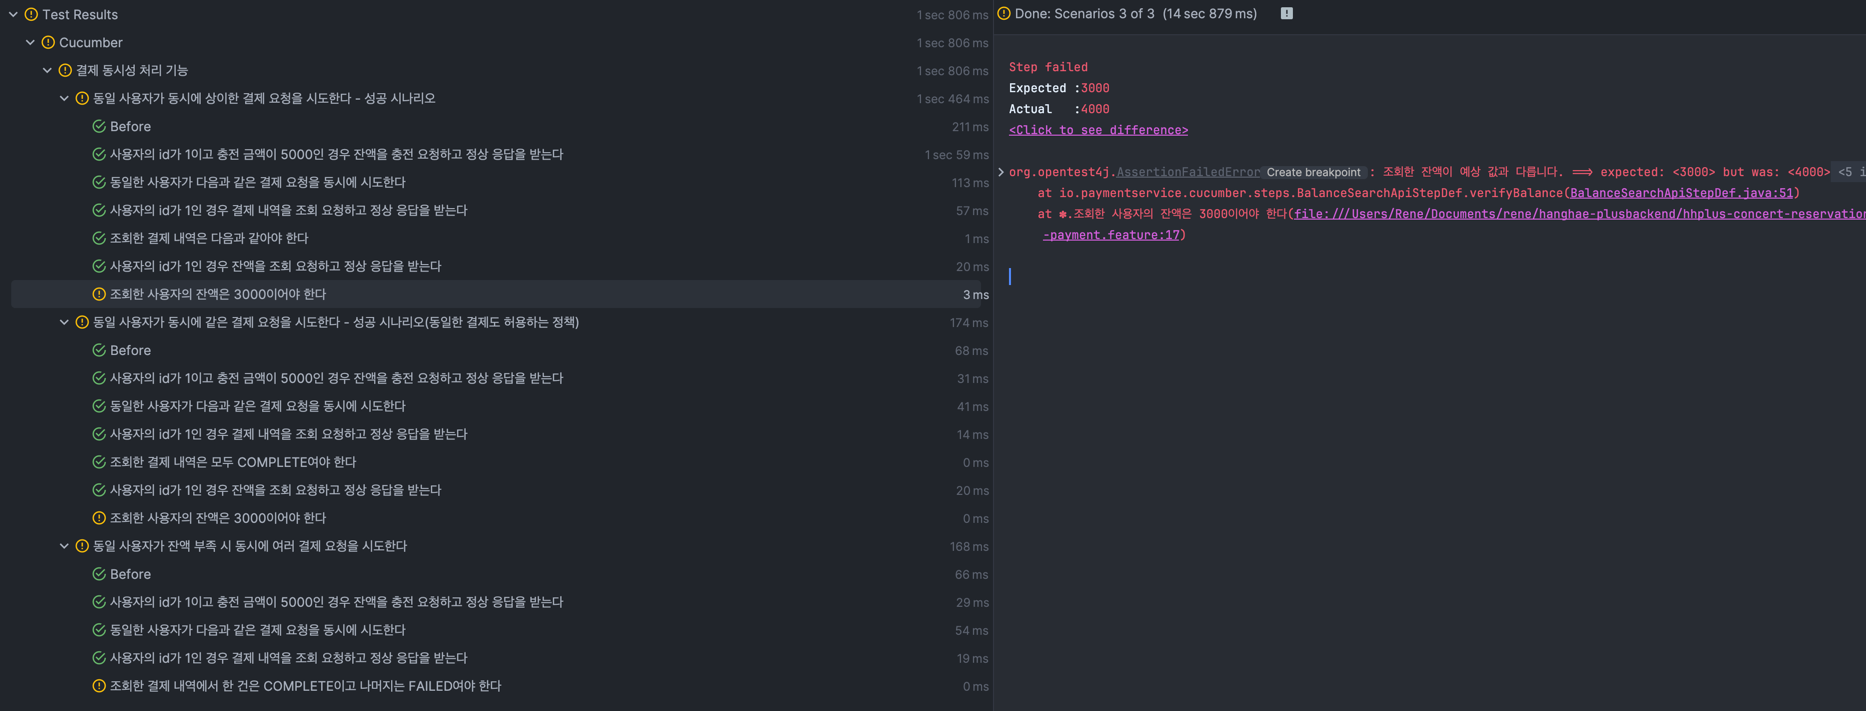 Test Results 1 sec 806 ms
Cucumber 1 sec 806 ms
결제 동시성 처리 기능 1 sec 806 ms
동일 사용자가 동시에 상이한 결제 요청을 시도한다 - 성공 시나리오 1 sec 464 ms
Before 211 ms
사용자의 id가 1이고 충전 금액이 5000인 경우 잔액을 충전 요청하고 정상 응답을 받는다 1 sec 59 ms
동일한 사용자가 다음과 같은 결제 요청을 동시에 시도한다 113 ms
사용자의 id가 1인 경우 결제 내역을 조회 요청하고 정상 응답을 받는다 57 ms
조회한 결제 내역은 다음과 같아야 한다 1 ms
사용자의 id가 1인 경우 잔액을 조회 요청하고 정상 응답을 받는다 20 ms
조회한 사용자의 잔액은 3000이어야 한다 3 ms
동일 사용자가 동시에 같은 결제 요청을 시도한다 - 성공 시나리오(동일한 결제도 허용하는 정책) 174 ms
Before 68 ms
사용자의 id가 1이고 충전 금액이 5000인 경우 잔액을 충전 요청하고 정상 응답을 받는다 31 ms
동일한 사용자가 다음과 같은 결제 요청을 동시에 시도한다 41 ms
사용자의 id가 1인 경우 결제 내역을 조회 요청하고 정상 응답을 받는다 14 ms
조회한 결제 내역은 모두 COMPLETE여야 한다 0 ms
사용자의 id가 1인 경우 잔액을 조회 요청하고 정상 응답을 받는다 20 ms
조회한 사용자의 잔액은 3000이어야 한다 0 ms
동일 사용자가 잔액 부족 시 동시에 여러 결제 요청을 시도한다 168 ms
Before 66 ms
사용자의 id가 1이고 충전 금액이 5000인 경우 잔액을 충전 요청하고 정상 응답을 받는다 29 ms
동일한 사용자가 다음과 같은 결제 요청을 동시에 시도한다 54 ms
사용자의 id가 1인 경우 결제 내역을 조회 요청하고 정상 응답을 받는다 19 ms
조회한 결제 내역에서 한 건은 COMPLETE이고 나머지는 FAILED여야 한다 0 ms
Done: Scenarios 3 of 3 (14 sec 879 ms)
Step failed
Expected :3000
Actual :4000
<Click to see difference>
org.opentest4j.AssertionFailedError Create breakpoint : 조회한 잔액이 예상 값과 다릅니다. ==> expected: <3000> but was: <4000> <5 i
at io.paymentservice.cucumber.steps.BalanceSearchApiStepDef.verifyBalance(BalanceSearchApiStepDef.java:51)
at ✽.조회한 사용자의 잔액은 3000이어야 한다(file:///Users/Rene/Documents/rene/hanghae-plusbackend/hhplus-concert-reservation
-payment.feature:17)